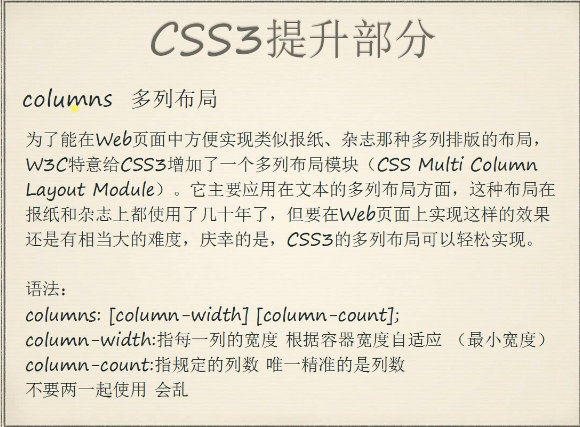 CSS3提升部分
columns 多列布局
为了能在Web页面中方便实现类似报纸、杂志那种多列排版的布局，
W3C特意给CSS3增加了一个多列布局模块（CSS Multi Column
Layout Module）。它主要应用在文本的多列布局方面，这种布局在
报纸和杂志上都使用了几十年了，但要在Web页面上实现这样的效果
还是有相当大的难度，庆幸的是，CSS3的多列布局可以轻松实现。
语法：
columns: [column-width] [column-count];
column-width:指每一列的宽度 根据容器宽度自适应 （最小宽度）
column-count:指规定的列数 唯一精准的是列数
不要两一起使用 会乱